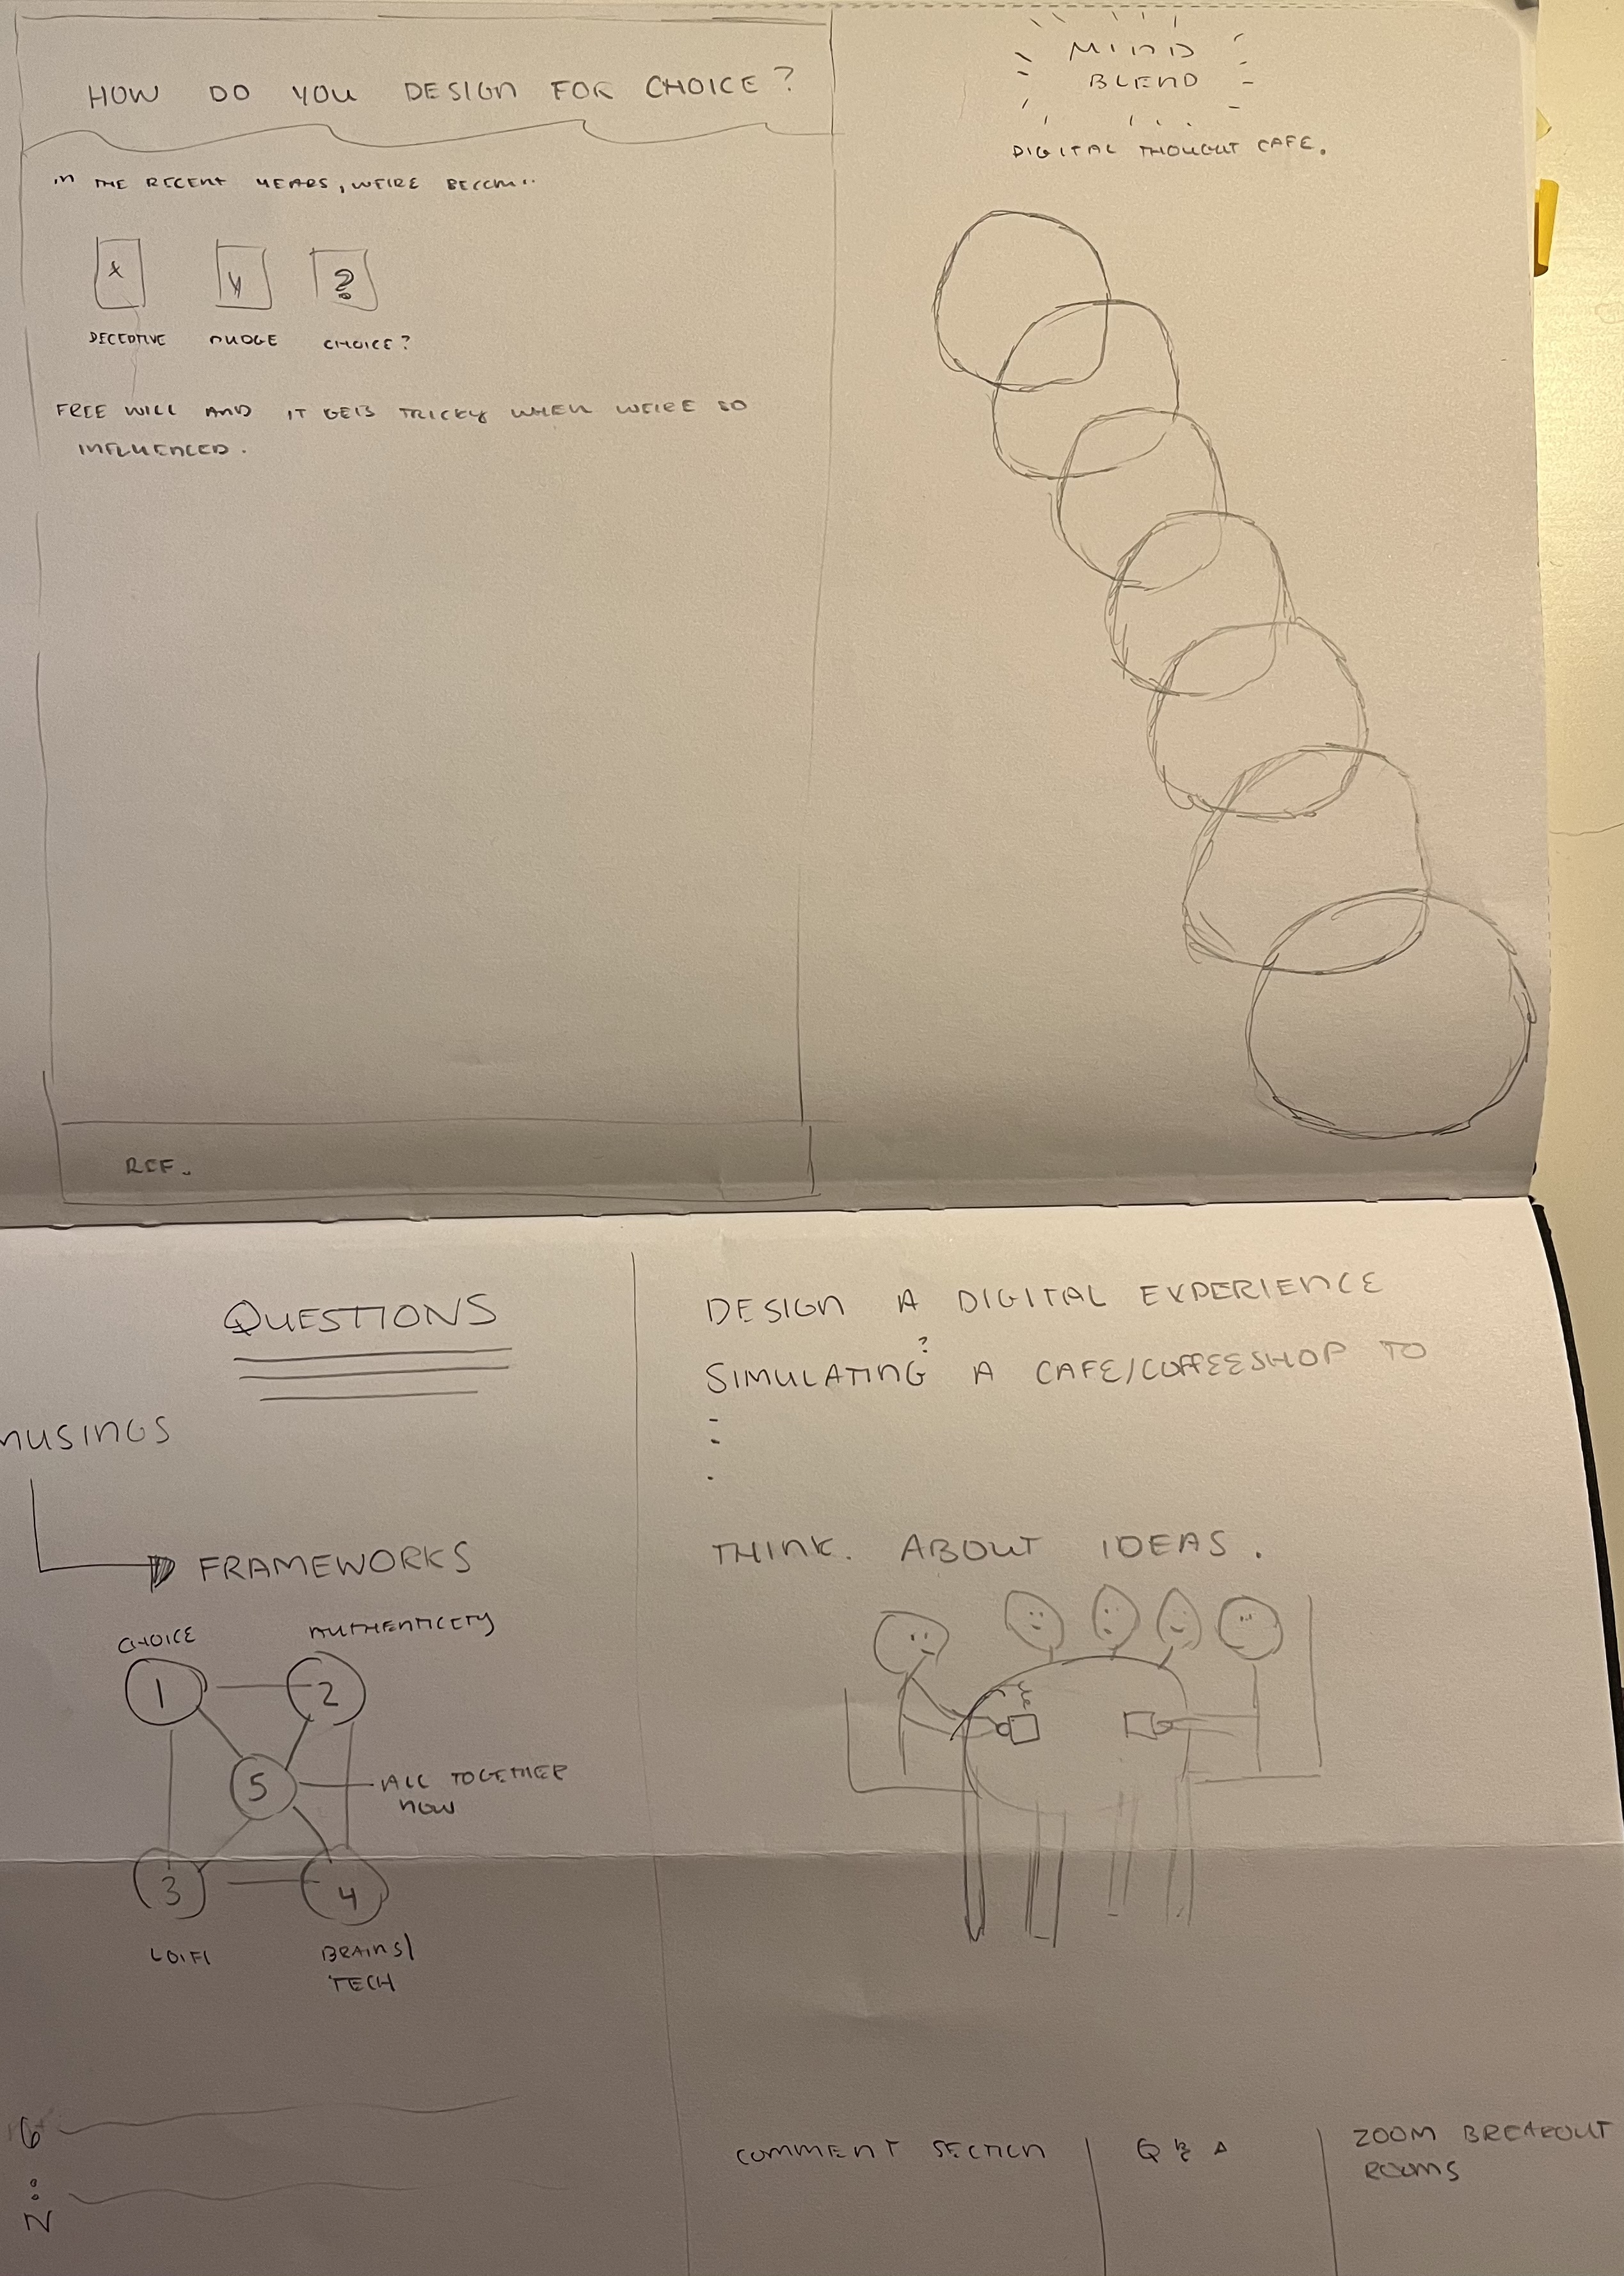 HOW DO YOU DESIGN FOR CHOICE?
IN THE RECENT YEARS, WE'RE BECOM..
X
Y
?
DECEPTIVE
NUDGE
CHOICE?
FREE WILL AND IT GETS TRICKY WHEN WE'RE SO
INFLUENCED.
REF.
MIND
BLEND
DIGITAL THOUGHT CAFE.
QUESTIONS
MUSINGS
FRAMEWORKS
CHOICE
AUTHENTICETY
1
2
5
ALL TOGETHER
NOW
3
4
LOIFI
BRAINS/
TECH
6
N
DESIGN A DIGITAL EXPERIENCE
?
SIMULATING A CAFE/COFFEESHOP TO
THINK. ABOUT IDEAS.
COMMENT SECTION
Q & A
ZOOM BREAKOUT
ROOMS